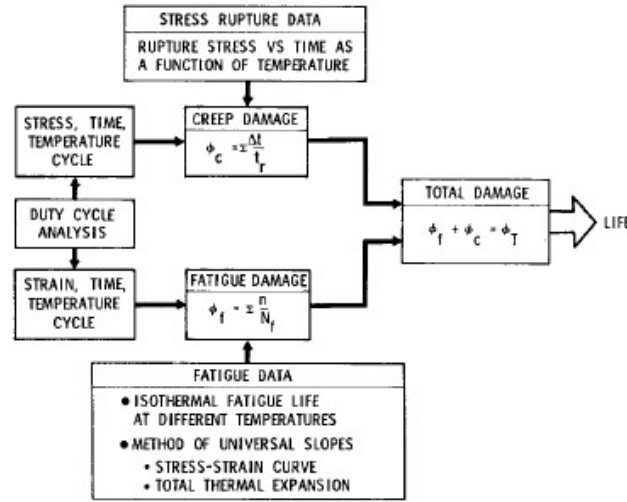 STRESS RUPTURE DATA
RUPTURE STRESS VS TIME AS
A FUNCTION OF TEMPERATURE
STRESS, TIME,
TEMPERATURE
CYCLE
CREEP DAMAGE
ϕc = Σ Δt/tr
DUTY CYCLE
ANALYSIS
TOTAL DAMAGE
ϕf + ϕc = ϕT
LIFE
STRAIN, TIME,
TEMPERATURE
CYCLE
FATIGUE DAMAGE
ϕf = Σ n/Nf
FATIGUE DATA
● ISOTHERMAL FATIGUE LIFE
AT DIFFERENT TEMPERATURES
● METHOD OF UNIVERSAL SLOPES
• STRESS-STRAIN CURVE
• TOTAL THERMAL EXPANSION